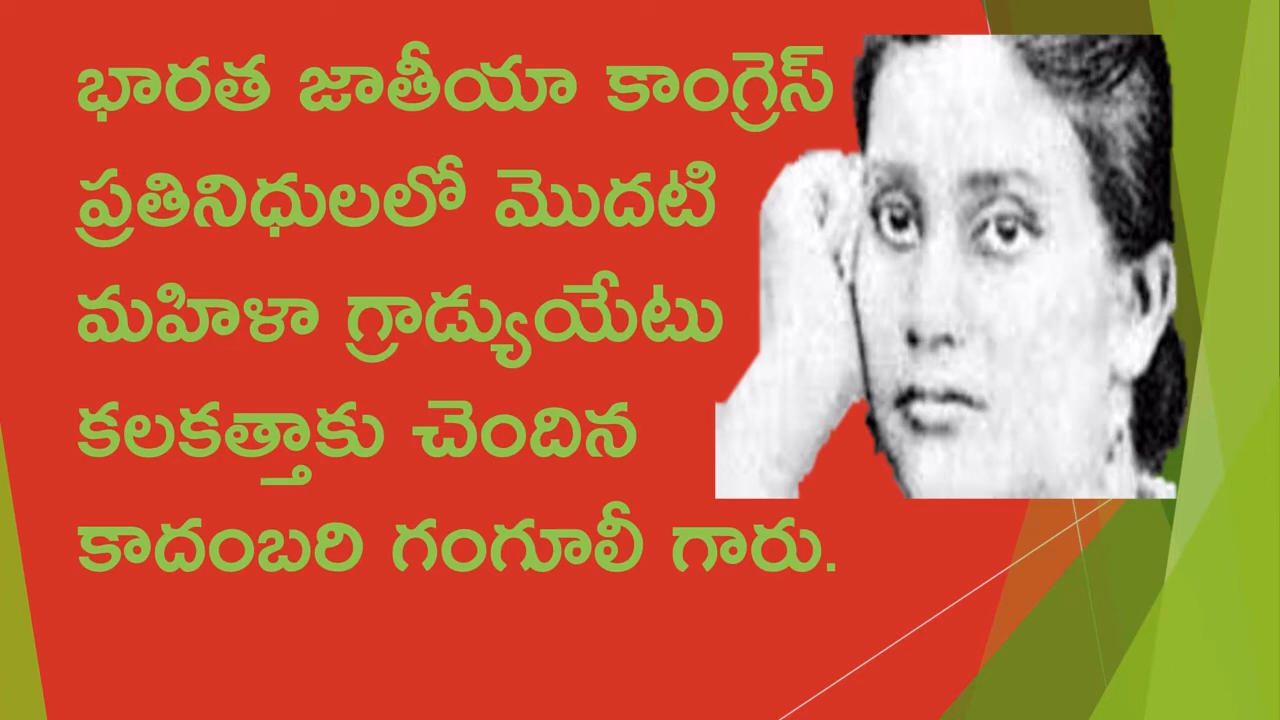 భారత జాతీయా కాంగ్రెస్
ప్రతినిధులలో మొదటి
మహిళా గ్రాడ్యుయేటు
కలకత్తాకు చెందిన
కాదంబరి గంగూలీ గారు.